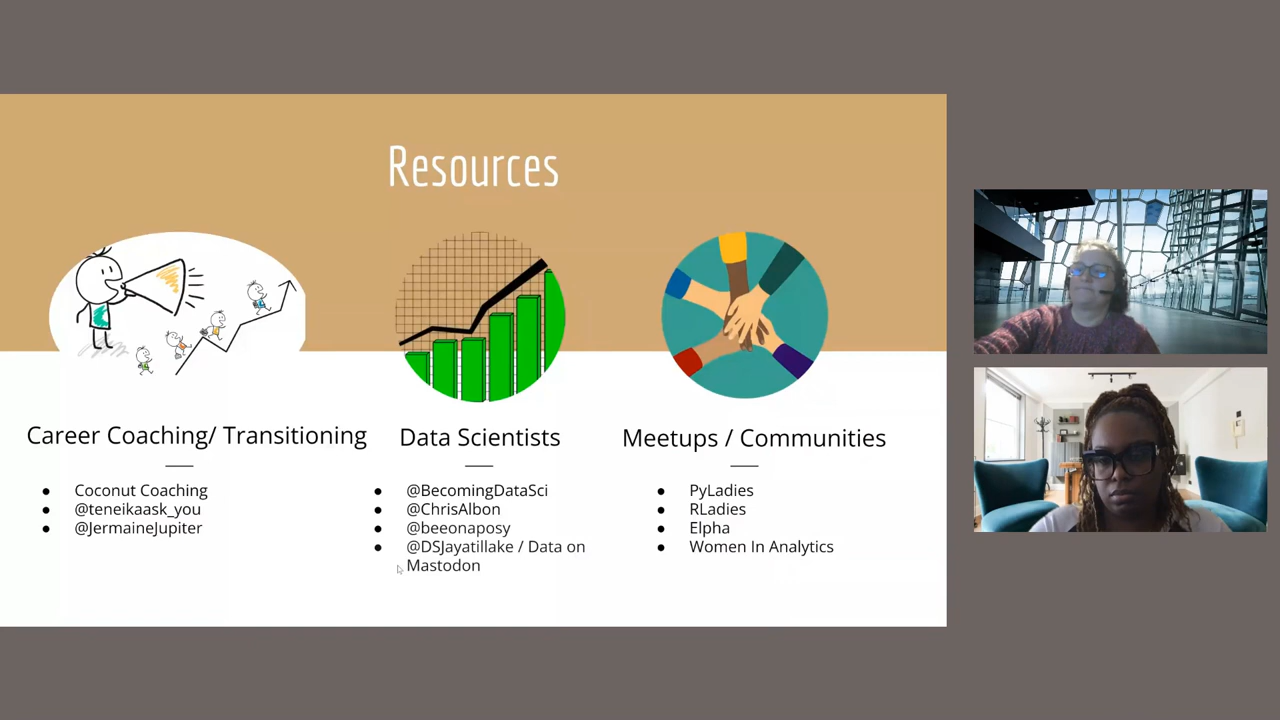 Resources
Career Coaching/ Transitioning
Coconut Coaching
@teneikaask_you
@JermaineJupiter
Data Scientists
@BecomingDataSci
@ChrisAlbon
@beeonaposy
@DSJayatillake / Data on
Mastodon
Meetups / Communities
PyLadies
RLadies
Elpha
Women In Analytics